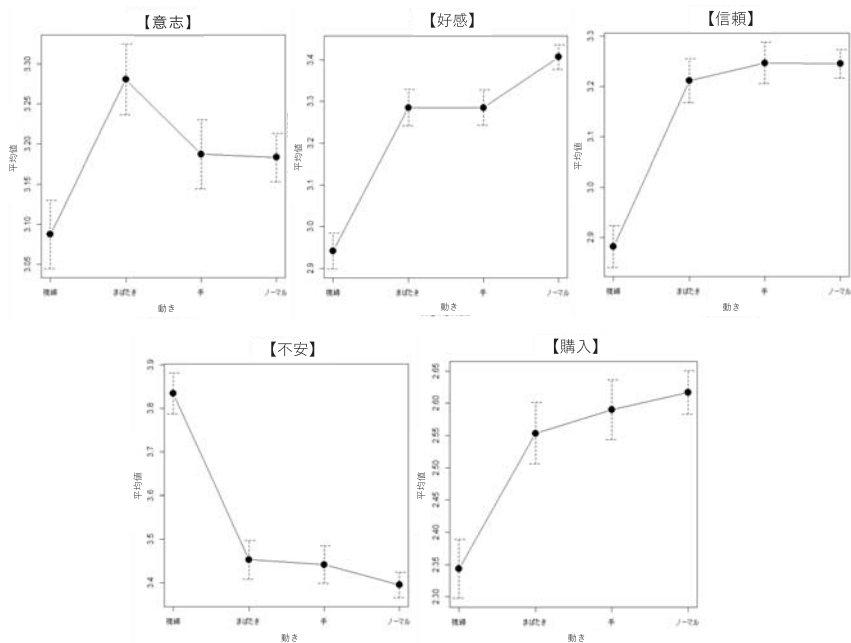 【意志】
平均値
3.05 3.10 3.15 3.20 3.25 3.30
視線 まばたき 手 ノーマル
動き
【好感】
平均値
2.9 3.0 3.1 3.2 3.3 3.4
視線 まばたき 手 ノーマル
動き
【信頼】
平均値
2.9 3.0 3.1 3.2 3.3
視線 まばたき 手 ノーマル
動き
【不安】
平均値
3.4 3.5 3.6 3.7 3.8 3.9
視線 まばたき 手 ノーマル
動き
【購入】
平均値
2.30 2.35 2.40 2.45 2.50 2.55 2.60 2.65
視線 まばたき 手 ノーマル
動き